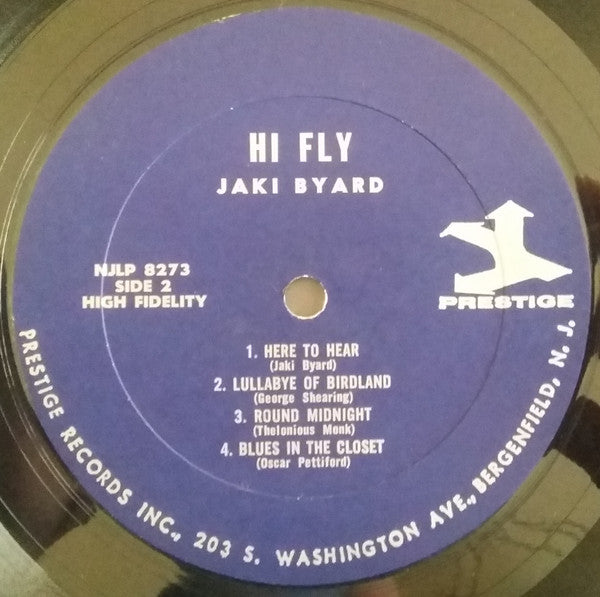 HI FLY
JAKI BYARD
NJLP 8273
SIDE 2
HIGH FIDELITY
PRESTIGE
1. HERE TO HEAR
(Jaki Byard)
2. LULLABYE OF BIRDLAND
(George Shearing)
3. ROUND MIDNIGHT
(Thelonious Monk)
4. BLUES IN THE CLOSET
(Oscar Pettiford)
PRESTIGE RECORDS INC., 203 S. WASHINGTON AVE., BERGENFIELD, N. J.